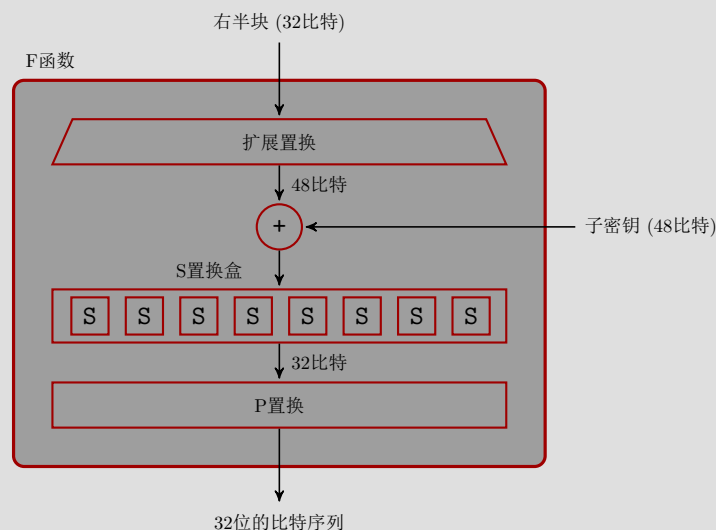 右半块 (32比特)
F函数
扩展置换
48比特
+
子密钥 (48比特)
S置换盒
S S S S S S S S
32比特
P置换
32位的比特序列